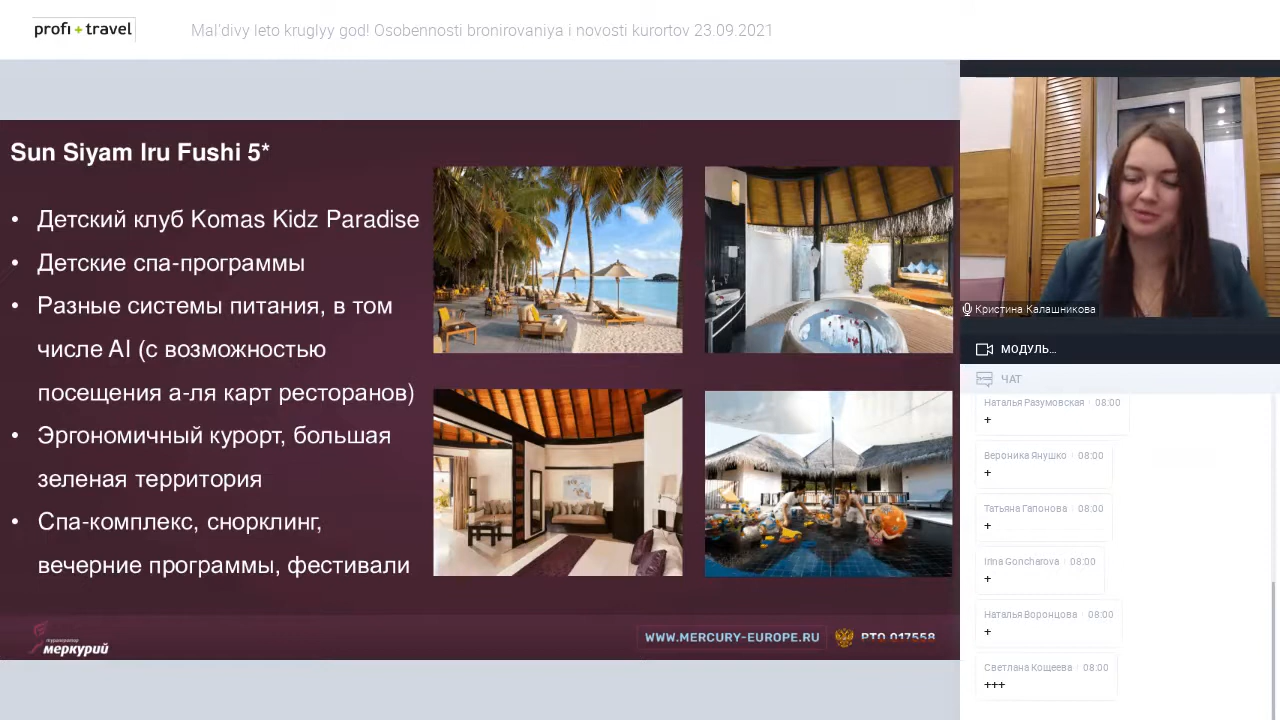 profi + travel
Mal'divy leto kruglyy god! Osobennosti bronirovaniya i novosti kurortov 23.09.2021
Sun Siyam Iru Fushi 5*
• Детский клуб Komas Kidz Paradise
• Детские спа-программы
• Разные системы питания, в том
числе AI (с возможностью
посещения а-ля карт ресторанов)
• Эргономичный курорт, большая
зеленая территория
• Спа-комплекс, снорклинг,
вечерние программы, фестивали
туроператор
меркурий
WWW.MERCURY-EUROPE.RU
РТО 017558
Кристина Калашникова
МОДУЛЬ...
ЧАТ
Наталья Разумовская · 08:00
+
Вероника Янушко · 08:00
+
Татьяна Гапонова · 08:00
+
Irina Goncharova · 08:00
+
Наталья Воронцова · 08:00
+
Светлана Кощеева · 08:00
+++